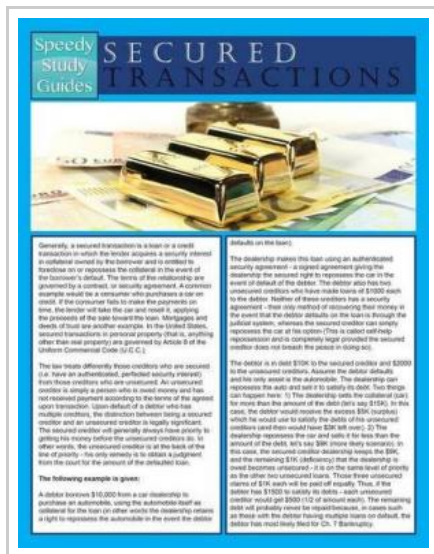 Speedy
Study
Guides
SECURED
TRANSACTIONS
Generally, a secured transaction is a loan or a credit
transaction in which the lender acquires a security interest
in collateral owned by the borrower and is entitled to
foreclose on or repossess the collateral in the event of
the borrower's default. The terms of the relationship are
governed by a contract, or security agreement. A common
example would be a consumer who purchases a car on
credit. If the consumer fails to make the payments on
time, the lender will take the car and resell it, applying
the proceeds of the sale toward the loan. Mortgages and
deeds of trust are another example. In the United States,
secured transactions in personal property (that is, anything
other than real property) are governed by Article 9 of the
Uniform Commercial Code (U.C.C.).
The law treats differently those creditors who are secured
(i.e. have an authenticated, perfected security interest)
from those creditors who are unsecured. An unsecured
creditor is simply a person who is owed money and has
not received payment according to the terms of the agreed
upon transaction. Upon default of a debtor who has
multiple creditors, the distinction between being a secured
creditor and an unsecured creditor is legally significant.
The secured creditor will generally always have priority to
getting his money before the unsecured creditors do. In
other words, the unsecured creditor is at the back of the
line of priority - his only remedy is to obtain a judgment
from the court for the amount of the defaulted loan.
The following example is given:
A debtor borrows $10,000 from a car dealership to
purchase an automobile, using the automobile itself as
collateral for the loan (in other words the dealership retains
a right to repossess the automobile in the event the debtor
defaults on the loan).
The dealership makes this loan using an authenticated
security agreement - a signed agreement giving the
dealership the secured right to repossess the car in the
event of default of the debtor. The debtor also has two
unsecured creditors who have made loans of $1000 each
to the debtor. Neither of these creditors has a security
agreement - their only method of recovering their money in
the event that the debtor defaults on the loan is through the
judicial system, whereas the secured creditor can simply
repossess the car at his option (This is called self-help
repossession and is completely legal provided the secured
creditor does not breach the peace in doing so).
The debtor is in debt $10K to the secured creditor and $2000
to the unsecured creditors. Assume the debtor defaults
and his only asset is the automobile. The dealership can
repossess the auto and sell it to satisfy its debt. Two things
can happen here: 1) The dealership sells the collateral (car)
for more than the amount of the debt (let's say $15K). In this
case, the debtor would receive the excess $5K (surplus)
which he would use to satisfy the debts of his unsecured
creditors (and then would have $3K left over). 2) The
dealership repossess the car and sells it for less than the
amount of the debt, let's say $9K (more likely scenario). In
this case, the secured creditor dealership keeps the $9K,
and the remaining $1K (deficiency) that the dealership is
owed becomes unsecured - it is on the same level of priority
as the other two unsecured loans. Those three unsecured
claims of $1K each will be paid off equally. Thus, if the
debtor has $1500 to satisfy its debts - each unsecured
creditor would get $500 (1/2 of amount each). The remaining
debt will probably never be repaid because, in cases such
as these with the debtor having multiple loans on default, the
debtor has most likely filed for Ch. 7 Bankruptcy.